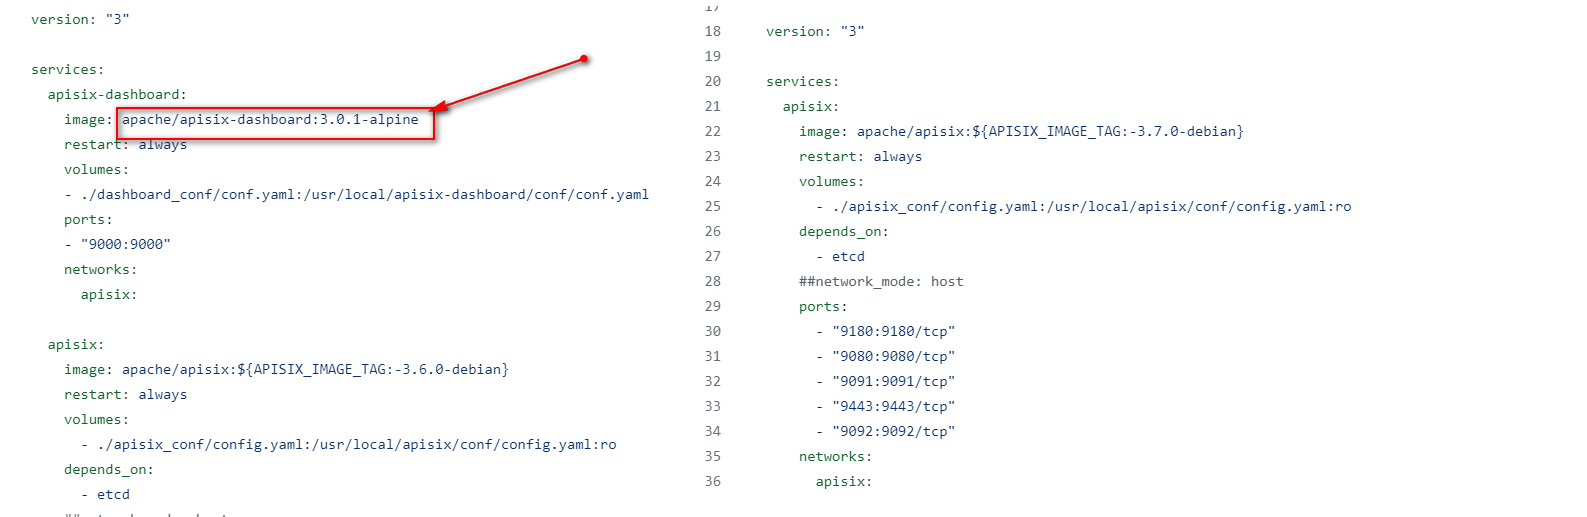 version: "3"
services:
apisix-dashboard:
image: apache/apisix-dashboard:3.0.1-alpine
restart: always
volumes:
- ./dashboard_conf/conf.yaml:/usr/local/apisix-dashboard/conf/conf.yaml
ports:
- "9000:9000"
networks:
apisix:
apisix:
image: apache/apisix:${APISIX_IMAGE_TAG:-3.6.0-debian}
restart: always
volumes:
- ./apisix_conf/config.yaml:/usr/local/apisix/conf/config.yaml:ro
depends_on:
- etcd
17
18 version: "3"
19
20 services:
21 apisix:
22 image: apache/apisix:${APISIX_IMAGE_TAG:-3.7.0-debian}
23 restart: always
24 volumes:
25 - ./apisix_conf/config.yaml:/usr/local/apisix/conf/config.yaml:ro
26 depends_on:
27 - etcd
28 ##network_mode: host
29 ports:
30 - "9180:9180/tcp"
31 - "9080:9080/tcp"
32 - "9091:9091/tcp"
33 - "9443:9443/tcp"
34 - "9092:9092/tcp"
35 networks:
36 apisix: